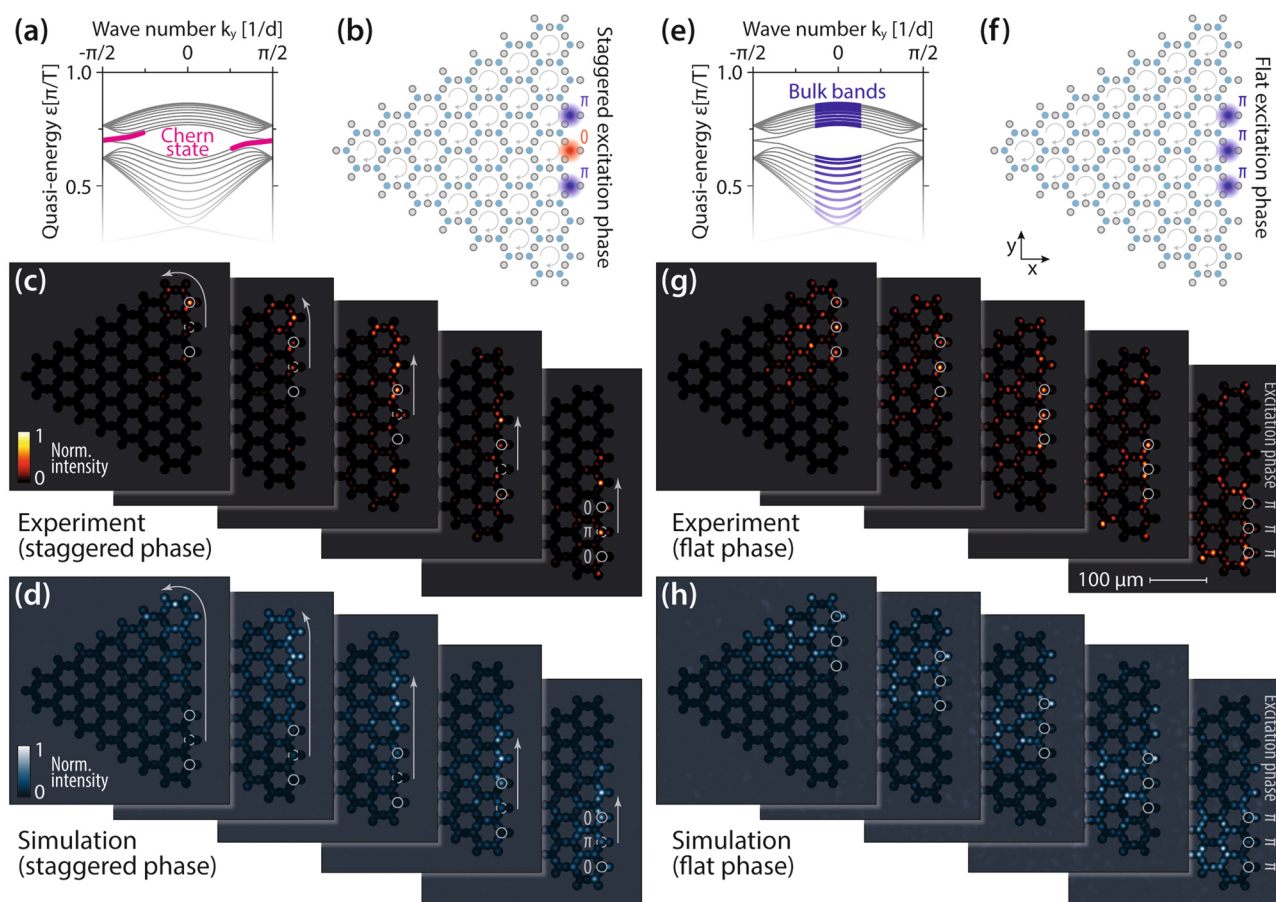 (a)
Wave number ky [1/d]
-π/2
0
π/2
1.0
0.5
Quasi-energy ε[π/T]
Chern
state
(b)
π
0
π
Staggered excitation phase
(c)
1
0
Norm.
intensity
0
π
0
Experiment
(staggered phase)
(d)
1
0
Norm.
intensity
0
π
0
Simulation
(staggered phase)
(e)
Wave number ky [1/d]
-π/2
0
π/2
1.0
0.5
Quasi-energy ε[π/T]
Bulk bands
(f)
π
π
π
Flat excitation phase
y
x
(g)
Excitation phase
π
π
π
100 μm
Experiment
(flat phase)
(h)
Excitation phase
π
π
π
Simulation
(flat phase)